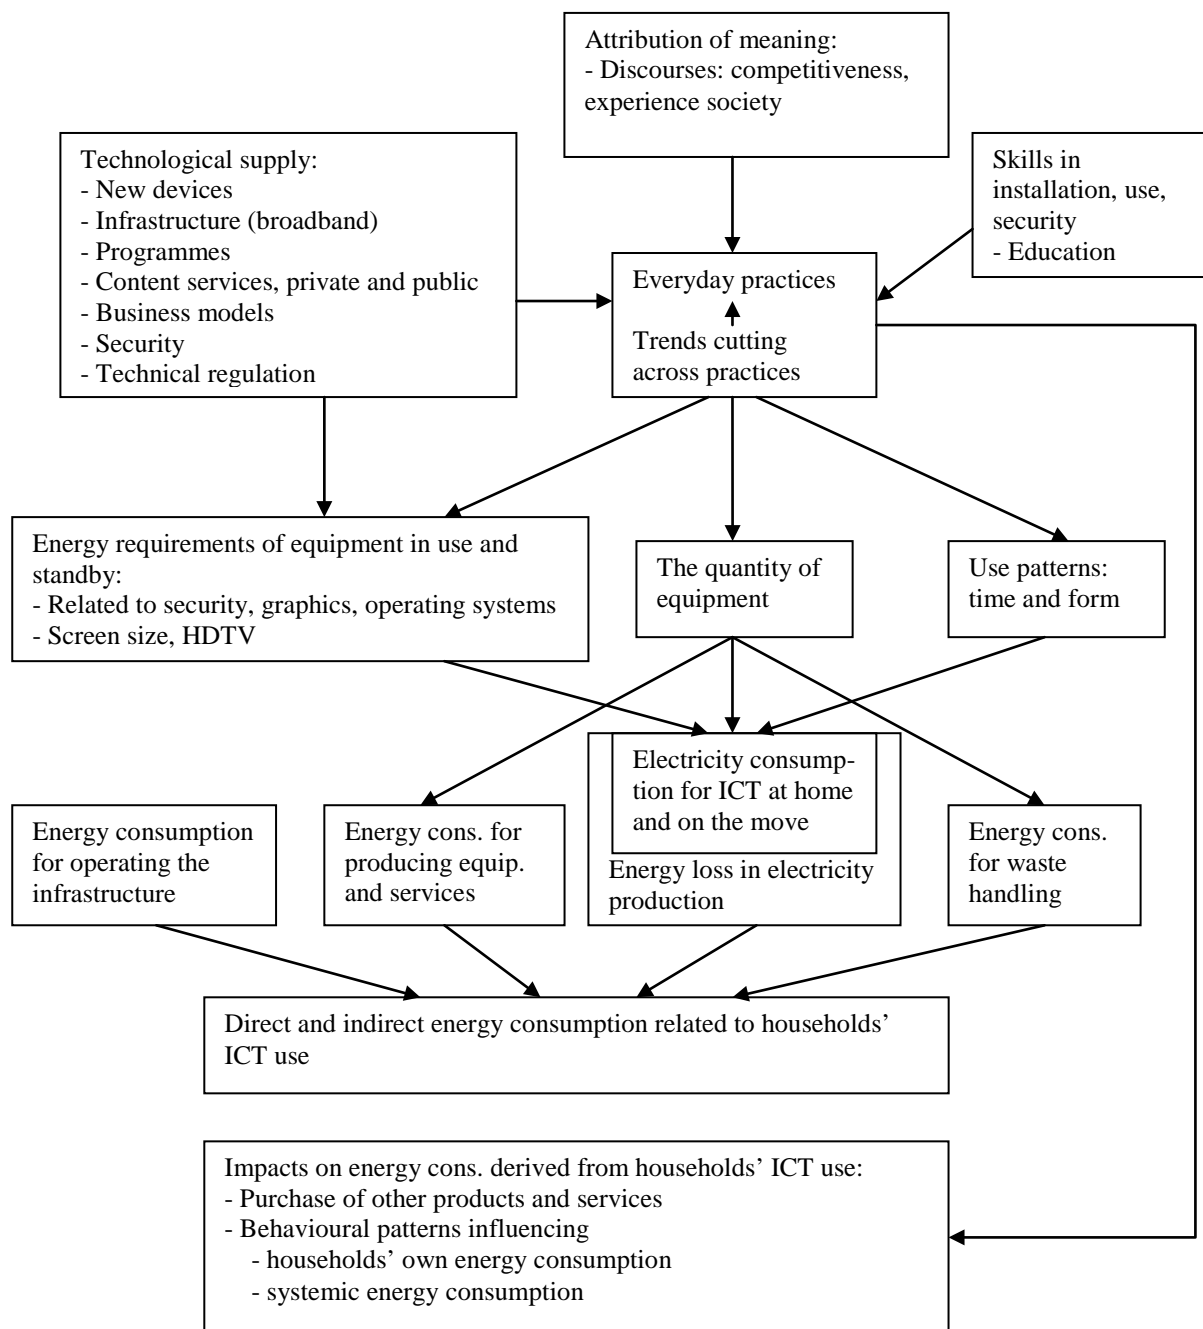 Attribution of meaning:
- Discourses: competitiveness,
experience society
Technological supply:
- New devices
- Infrastructure (broadband)
- Programmes
- Content services, private and public
- Business models
- Security
- Technical regulation
Skills in
installation, use,
security
- Education
Everyday practices
Trends cutting
across practices
Energy requirements of equipment in use and
standby:
- Related to security, graphics, operating systems
- Screen size, HDTV
The quantity of
equipment
Use patterns:
time and form
Electricity consump-
tion for ICT at home
and on the move
Energy loss in electricity
production
Energy consumption
for operating the
infrastructure
Energy cons. for
producing equip.
and services
Energy cons.
for waste
handling
Direct and indirect energy consumption related to households’
ICT use
Impacts on energy cons. derived from households’ ICT use:
- Purchase of other products and services
- Behavioural patterns influencing
- households’ own energy consumption
- systemic energy consumption